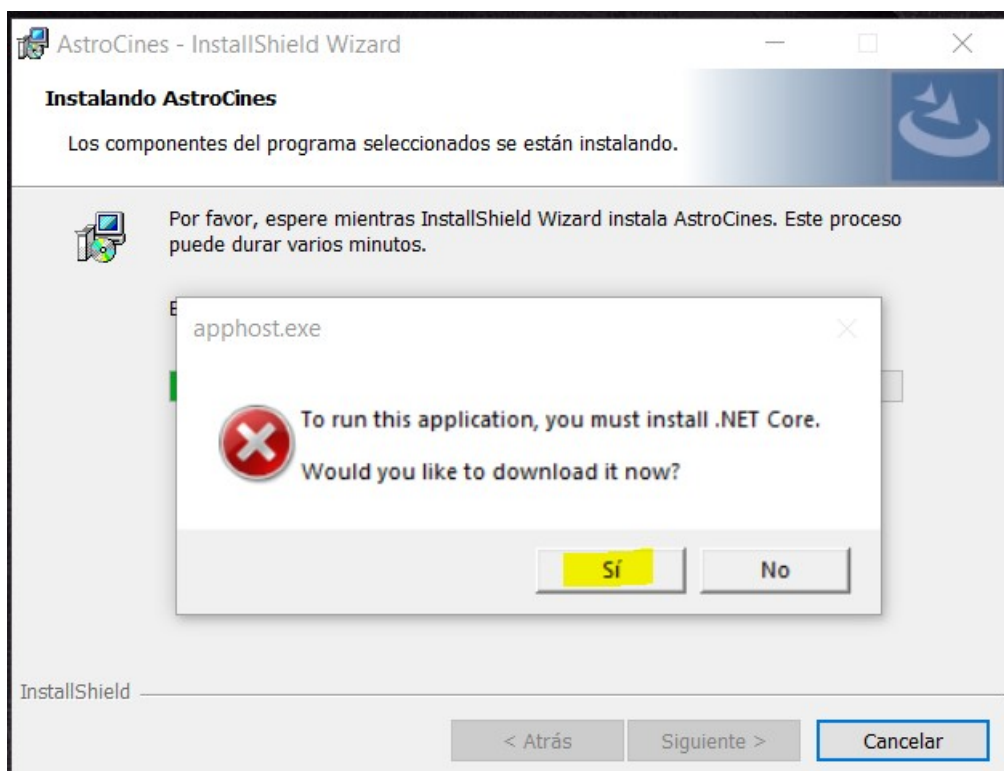 AstroCines - InstallShield Wizard
Instalando AstroCines
Los componentes del programa seleccionados se están instalando.
Por favor, espere mientras InstallShield Wizard instala AstroCines. Este proceso
puede durar varios minutos.
apphost.exe
To run this application, you must install .NET Core.
Would you like to download it now?
Sí
No
InstallShield
< Atrás
Siguiente >
Cancelar